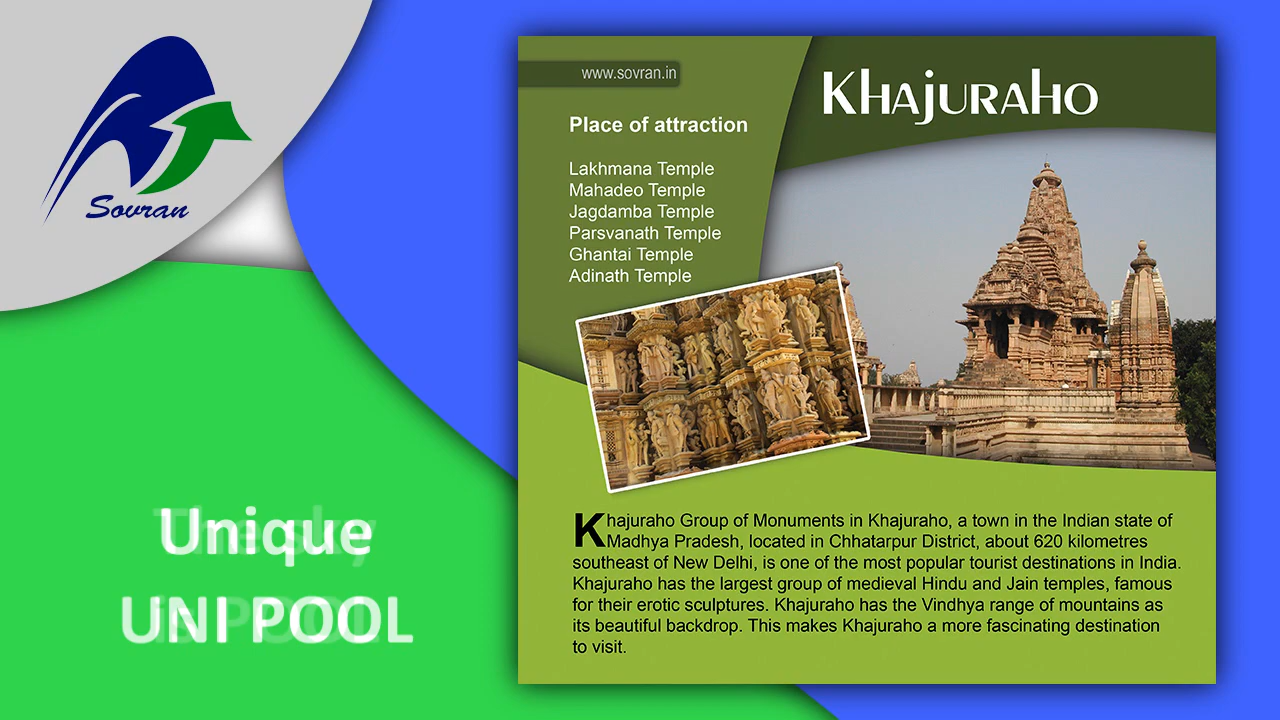 Sovran
www.sovran.in
Khajuraho
Place of attraction
Lakhmana Temple
Mahadeo Temple
Jagdamba Temple
Parsvanath Temple
Ghantai Temple
Adinath Temple
Khajuraho Group of Monuments in Khajuraho, a town in the Indian state of
Madhya Pradesh, located in Chhatarpur District, about 620 kilometres
southeast of New Delhi, is one of the most popular tourist destinations in India.
Khajuraho has the largest group of medieval Hindu and Jain temples, famous
for their erotic sculptures. Khajuraho has the Vindhya range of mountains as
its beautiful backdrop. This makes Khajuraho a more fascinating destination
to visit.
Unique
UNI POOL